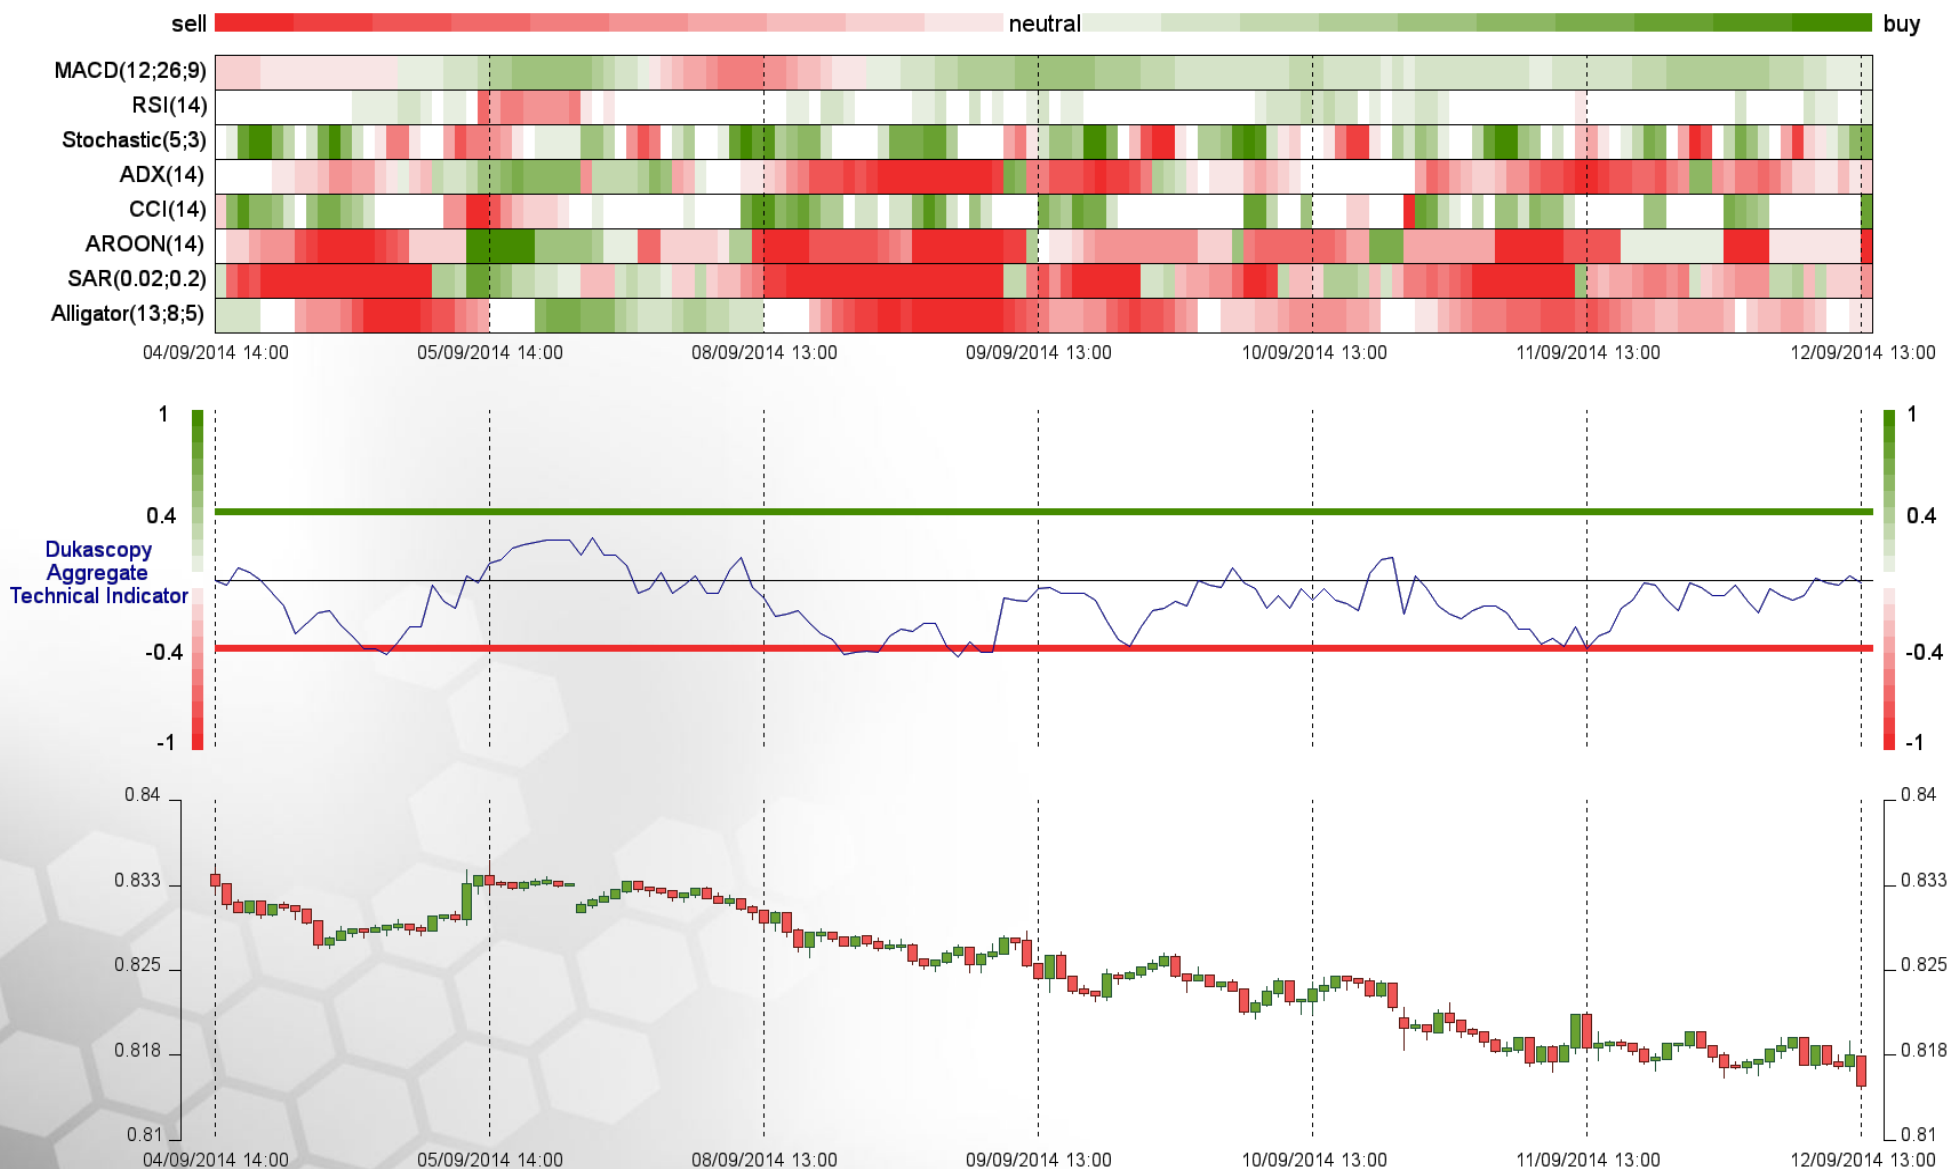 sell neutral buy
MACD(12;26;9)
RSI(14)
Stochastic(5;3)
ADX(14)
CCI(14)
AROON(14)
SAR(0.02;0.2)
Alligator(13;8;5)
04/09/2014 14:00 05/09/2014 14:00 08/09/2014 13:00 09/09/2014 13:00 10/09/2014 13:00 11/09/2014 13:00 12/09/2014 13:00
1 1
0.4 0.4
Dukascopy
Aggregate
Technical Indicator
-0.4 -0.4
-1 -1
0.84 0.84
0.833 0.833
0.825 0.825
0.818 0.818
0.81 0.81
04/09/2014 14:00 05/09/2014 14:00 08/09/2014 13:00 09/09/2014 13:00 10/09/2014 13:00 11/09/2014 13:00 12/09/2014 13:00